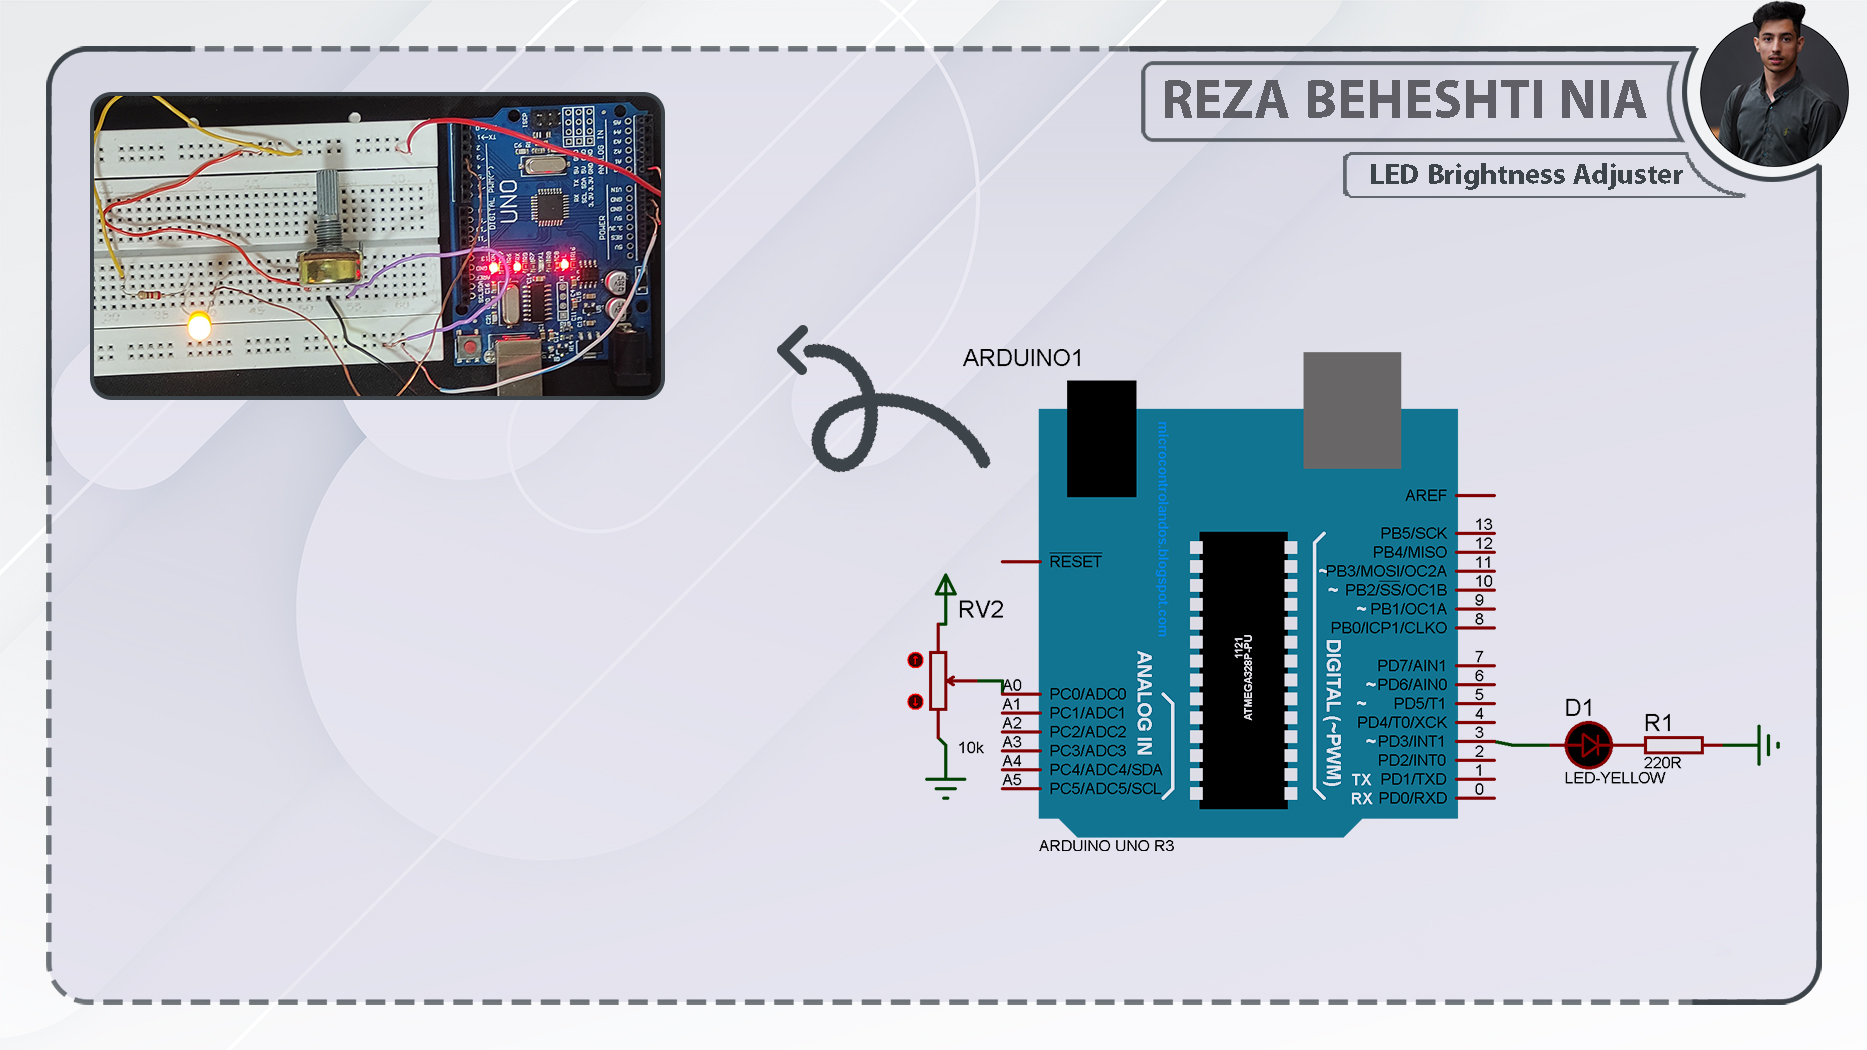 REZA BEHESHTI NIA
LED Brightness Adjuster
UNO
DIGITAL
ANALOG IN
POWER
ICSP
ARDUINO1
microcontrolandos.blogspot.com
AREF
RESET
PB5/SCK 13
PB4/MISO 12
~PB3/MOSI/OC2A 11
~ PB2/SS/OC1B 10
~ PB1/OC1A 9
PB0/ICP1/CLKO 8
RV2
10k
1121
ATMEGA328P-PU
DIGITAL (~PWM)
ANALOG IN
PD7/AIN1 7
~PD6/AIN0 6
~ PD5/T1 5
PD4/T0/XCK 4
~PD3/INT1 3
PD2/INT0 2
TX PD1/TXD 1
RX PD0/RXD 0
A0 PC0/ADC0
A1 PC1/ADC1
A2 PC2/ADC2
A3 PC3/ADC3
A4 PC4/ADC4/SDA
A5 PC5/ADC5/SCL
D1
LED-YELLOW
R1
220R
ARDUINO UNO R3